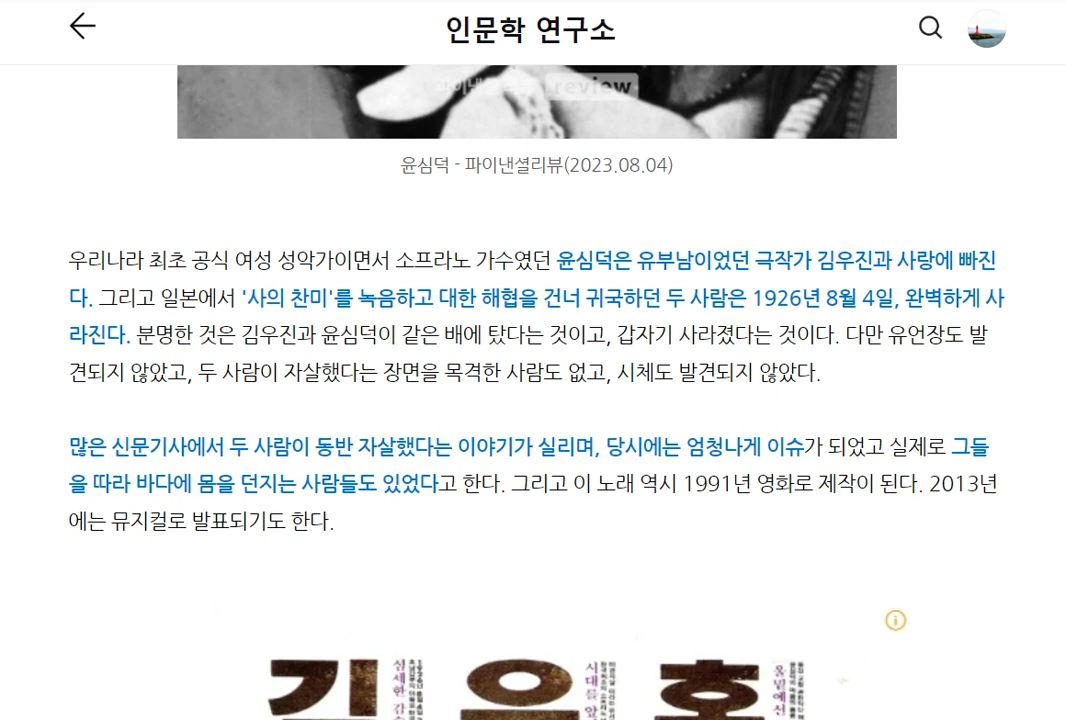 인문학 연구소
review
윤심덕 - 파이낸셜리뷰(2023.08.04)
우리나라 최초 공식 여성 성악가이면서 소프라노 가수였던 윤심덕은 유부남이었던 극작가 김우진과 사랑에 빠진
다. 그리고 일본에서 '사의 찬미'를 녹음하고 대한 해협을 건너 귀국하던 두 사람은 1926년 8월 4일, 완벽하게 사
라진다. 분명한 것은 김우진과 윤심덕이 같은 배에 탔다는 것이고, 갑자기 사라졌다는 것이다. 다만 유언장도 발
견되지 않았고, 두 사람이 자살했다는 장면을 목격한 사람도 없고, 시체도 발견되지 않았다.
많은 신문기사에서 두 사람이 동반 자살했다는 이야기가 실리며, 당시에는 엄청나게 이슈가 되었고 실제로 그들
을 따라 바다에 몸을 던지는 사람들도 있었다고 한다. 그리고 이 노래 역시 1991년 영화로 제작이 된다. 2013년
에는 뮤지컬로 발표되기도 한다.